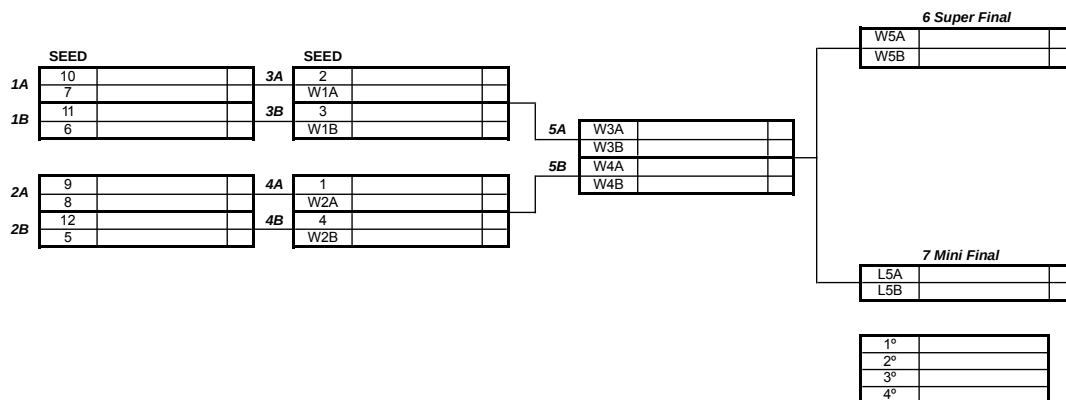 6 Super Final
W5A
W5B
SEED
SEED
1A
10
7
1B
11
6
3A
2
W1A
3B
3
W1B
5A
W3A
W3B
5B
W4A
W4B
2A
9
8
2B
12
5
4A
1
W2A
4B
4
W2B
7 Mini Final
L5A
L5B
1º
2º
3º
4º